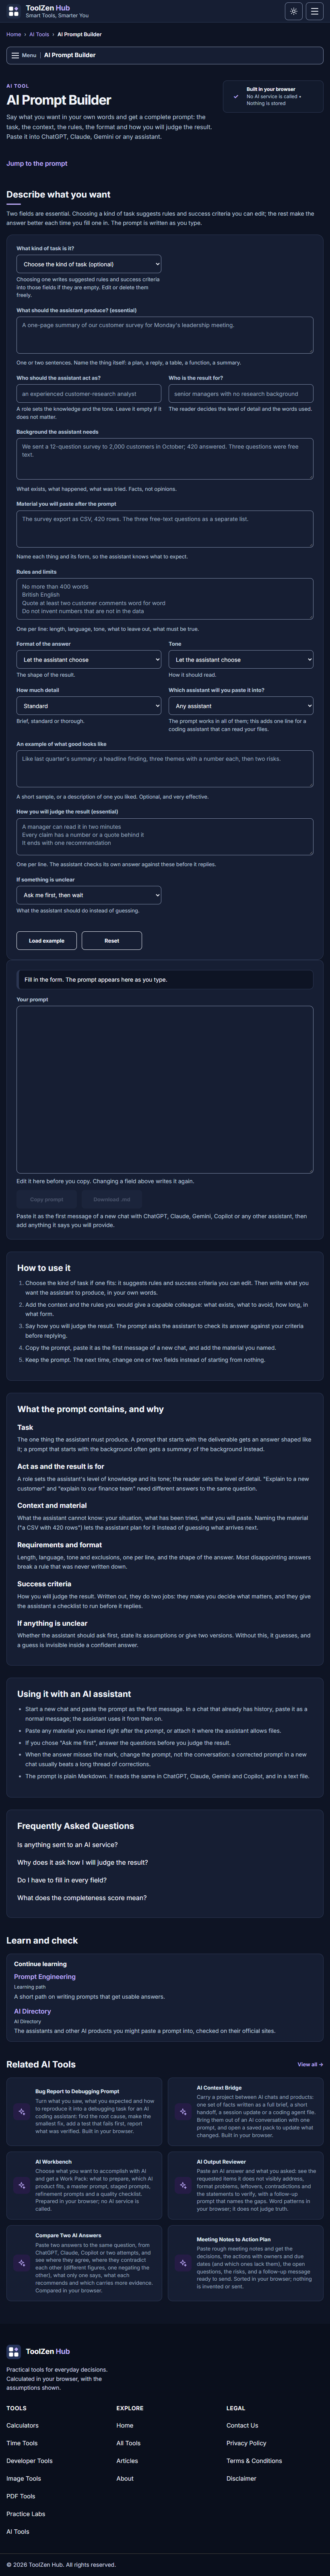 ToolZen Hub
Smart Tools, Smarter You
Home › AI Tools › AI Prompt Builder
Menu | AI Prompt Builder
AI TOOL
AI Prompt Builder
Say what you want in your own words and get a complete prompt: the
task, the context, the rules, the format and how you will judge the result.
Paste it into ChatGPT, Claude, Gemini or any assistant.
Built in your browser
No AI service is called •
Nothing is stored
Jump to the prompt
Describe what you want
Two fields are essential. Choosing a kind of task suggests rules and success criteria you can edit; the rest make the
answer better each time you fill one in. The prompt is written as you type.
What kind of task is it?
Choose the kind of task (optional)
Choosing one writes suggested rules and success criteria
into those fields if they are empty. Edit or delete them
freely.
What should the assistant produce? (essential)
A one-page summary of our customer survey for Monday's leadership meeting.
One or two sentences. Name the thing itself: a plan, a reply, a table, a function, a summary.
Who should the assistant act as?
an experienced customer-research analyst
A role sets the knowledge and the tone. Leave it empty if it
does not matter.
Who is the result for?
senior managers with no research background
The reader decides the level of detail and the words used.
Background the assistant needs
We sent a 12-question survey to 2,000 customers in October; 420 answered. Three questions were free
text.
What exists, what happened, what was tried. Facts, not opinions.
Material you will paste after the prompt
The survey export as CSV, 420 rows. The three free-text questions as a separate list.
Name each thing and its form, so the assistant knows what to expect.
Rules and limits
No more than 400 words
British English
Quote at least two customer comments word for word
Do not invent numbers that are not in the data
One per line: length, language, tone, what to leave out, what must be true.
Format of the answer
Let the assistant choose
The shape of the result.
Tone
Let the assistant choose
How it should read.
How much detail
Standard
Brief, standard or thorough.
Which assistant will you paste it into?
Any assistant
The prompt works in all of them; this adds one line for a
coding assistant that can read your files.
An example of what good looks like
Like last quarter's summary: a headline finding, three themes with a number each, then two risks.
A short sample, or a description of one you liked. Optional, and very effective.
How you will judge the result (essential)
A manager can read it in two minutes
Every claim has a number or a quote behind it
It ends with one recommendation
One per line. The assistant checks its own answer against these before it replies.
If something is unclear
Ask me first, then wait
What the assistant should do instead of guessing.
Load example
Reset
Fill in the form. The prompt appears here as you type.
Your prompt
Edit it here before you copy. Changing a field above writes it again.
Copy prompt
Download .md
Paste it as the first message of a new chat with ChatGPT, Claude, Gemini, Copilot or any other assistant, then
add anything it says you will provide.
How to use it
1. Choose the kind of task if one fits: it suggests rules and success criteria you can edit. Then write what you
want the assistant to produce, in your own words.
2. Add the context and the rules you would give a capable colleague: what exists, what to avoid, how long, in
what form.
3. Say how you will judge the result. The prompt asks the assistant to check its answer against your criteria
before replying.
4. Copy the prompt, paste it as the first message of a new chat, and add the material you named.
5. Keep the prompt. The next time, change one or two fields instead of starting from nothing.
What the prompt contains, and why
Task
The one thing the assistant must produce. A prompt that starts with the deliverable gets an answer shaped like
it; a prompt that starts with the background often gets a summary of the background instead.
Act as and the result is for
A role sets the assistant's level of knowledge and its tone; the reader sets the level of detail. "Explain to a new
customer" and "explain to our finance team" need different answers to the same question.
Context and material
What the assistant cannot know: your situation, what has been tried, what you will paste. Naming the material
("a CSV with 420 rows") lets the assistant plan for it instead of guessing what arrives next.
Requirements and format
Length, language, tone and exclusions, one per line, and the shape of the answer. Most disappointing answers
break a rule that was never written down.
Success criteria
How you will judge the result. Written out, they do two jobs: they make you decide what matters, and they give
the assistant a checklist to run before it replies.
If anything is unclear
Whether the assistant should ask first, state its assumptions or give two versions. Without this, it guesses, and
a guess is invisible inside a confident answer.
Using it with an AI assistant
• Start a new chat and paste the prompt as the first message. In a chat that already has history, paste it as a
normal message; the assistant uses it from then on.
• Paste any material you named right after the prompt, or attach it where the assistant allows files.
• If you chose "Ask me first", answer the questions before you judge the result.
• When the answer misses the mark, change the prompt, not the conversation: a corrected prompt in a new
chat usually beats a long thread of corrections.
• The prompt is plain Markdown. It reads the same in ChatGPT, Claude, Gemini and Copilot, and in a text file.
Frequently Asked Questions
Is anything sent to an AI service?
Why does it ask how I will judge the result?
Do I have to fill in every field?
What does the completeness score mean?
Learn and check
Continue learning
Prompt Engineering
Learning path
A short path on writing prompts that get usable answers.
AI Directory
AI Directory
The assistants and other AI products you might paste a prompt into, checked on their official sites.
Related AI Tools
View all →
Bug Report to Debugging Prompt
Turn what you saw, what you expected and how
to reproduce it into a debugging task for an AI
coding assistant: find the root cause, make the
smallest fix, add a test that fails first, report
what was verified. Built in your browser.
AI Context Bridge
Carry a project between AI chats and products:
one set of facts written as a full brief, a short
handoff, a session update or a coding agent file.
Bring them out of an AI conversation with one
prompt, and open a saved pack to update what
changed. Built in your browser.
AI Workbench
Choose what you want to accomplish with AI
and get a Work Pack: what to prepare, which AI
product fits, a master prompt, staged prompts,
refinement prompts and a quality checklist.
Prepared in your browser; no AI service is
called.
AI Output Reviewer
Paste an AI answer and what you asked: see the
requested items it does not visibly address,
format problems, leftovers, contradictions and
the statements to verify, with a follow-up
prompt that names the gaps. Word patterns in
your browser; it does not judge truth.
Compare Two AI Answers
Paste two answers to the same question, from
ChatGPT, Claude, Copilot or two attempts, and
see where they agree, where they contradict
each other (different figures, one negating the
other), what only one says, what each
recommends and which carries more evidence.
Compared in your browser.
Meeting Notes to Action Plan
Paste rough meeting notes and get the
decisions, the actions with owners and due
dates (and which ones lack them), the open
questions, the risks, and a follow-up message
ready to send. Sorted in your browser; nothing
is invented or sent.
ToolZen Hub
Practical tools for everyday decisions.
Calculated in your browser, with the
assumptions shown.
TOOLS
Calculators
Time Tools
Developer Tools
Image Tools
PDF Tools
Practice Labs
AI Tools
EXPLORE
Home
All Tools
Articles
About
LEGAL
Contact Us
Privacy Policy
Terms & Conditions
Disclaimer
© 2026 ToolZen Hub. All rights reserved.